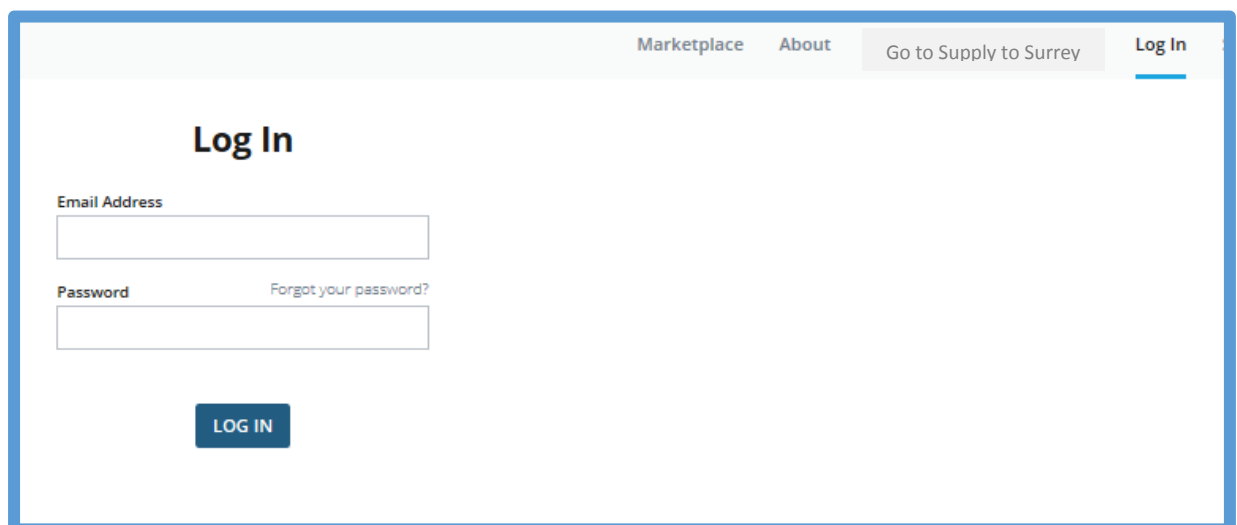 Marketplace About Go to Supply to Surrey Log In
Log In
Email Address
Password Forgot your password?
LOG IN